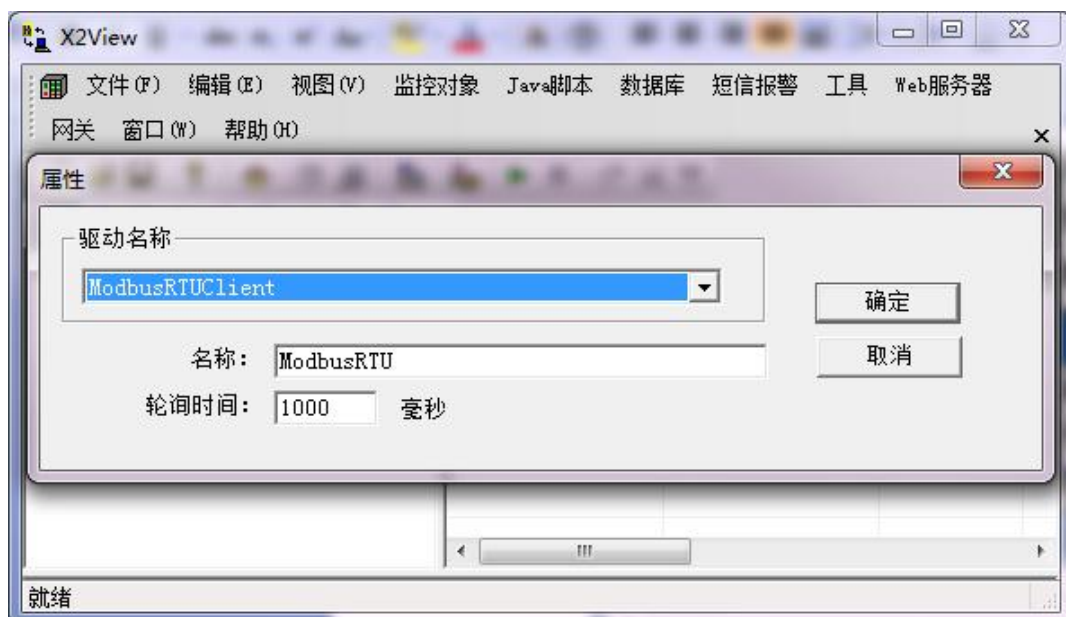 X2View
文件(F) 编辑(E) 视图(V) 监控对象 Java脚本 数据库 短信报警 工具 Web服务器
网关 窗口(W) 帮助(H)
属性
驱动名称
ModbusRTUClient
确定
名称: ModbusRTU
取消
轮询时间: 1000 毫秒
就绪